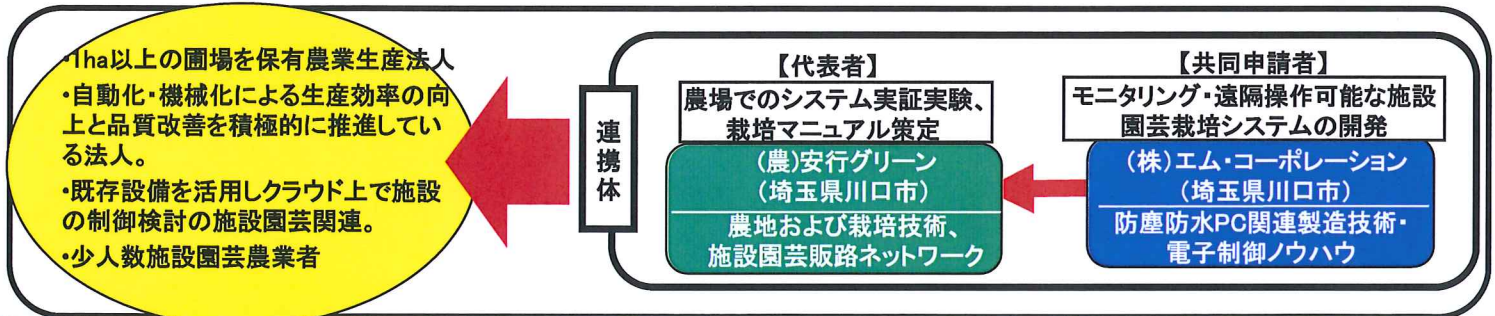 ・1ha以上の圃場を保有農業生産法人
・自動化・機械化による生産効率の向
上と品質改善を積極的に推進してい
る法人。
・既存設備を活用しクラウド上で施設
の制御検討の施設園芸関連。
・少人数施設園芸農業者
連携体
【代表者】
農場でのシステム実証実験、
栽培マニュアル策定
(農)安行グリーン
(埼玉県川口市)
農地および栽培技術、
施設園芸販路ネットワーク
【共同申請者】
モニタリング・遠隔操作可能な施設
園芸栽培システムの開発
(株)エム・コーポレーション
(埼玉県川口市)
防塵防水PC関連製造技術・
電子制御ノウハウ